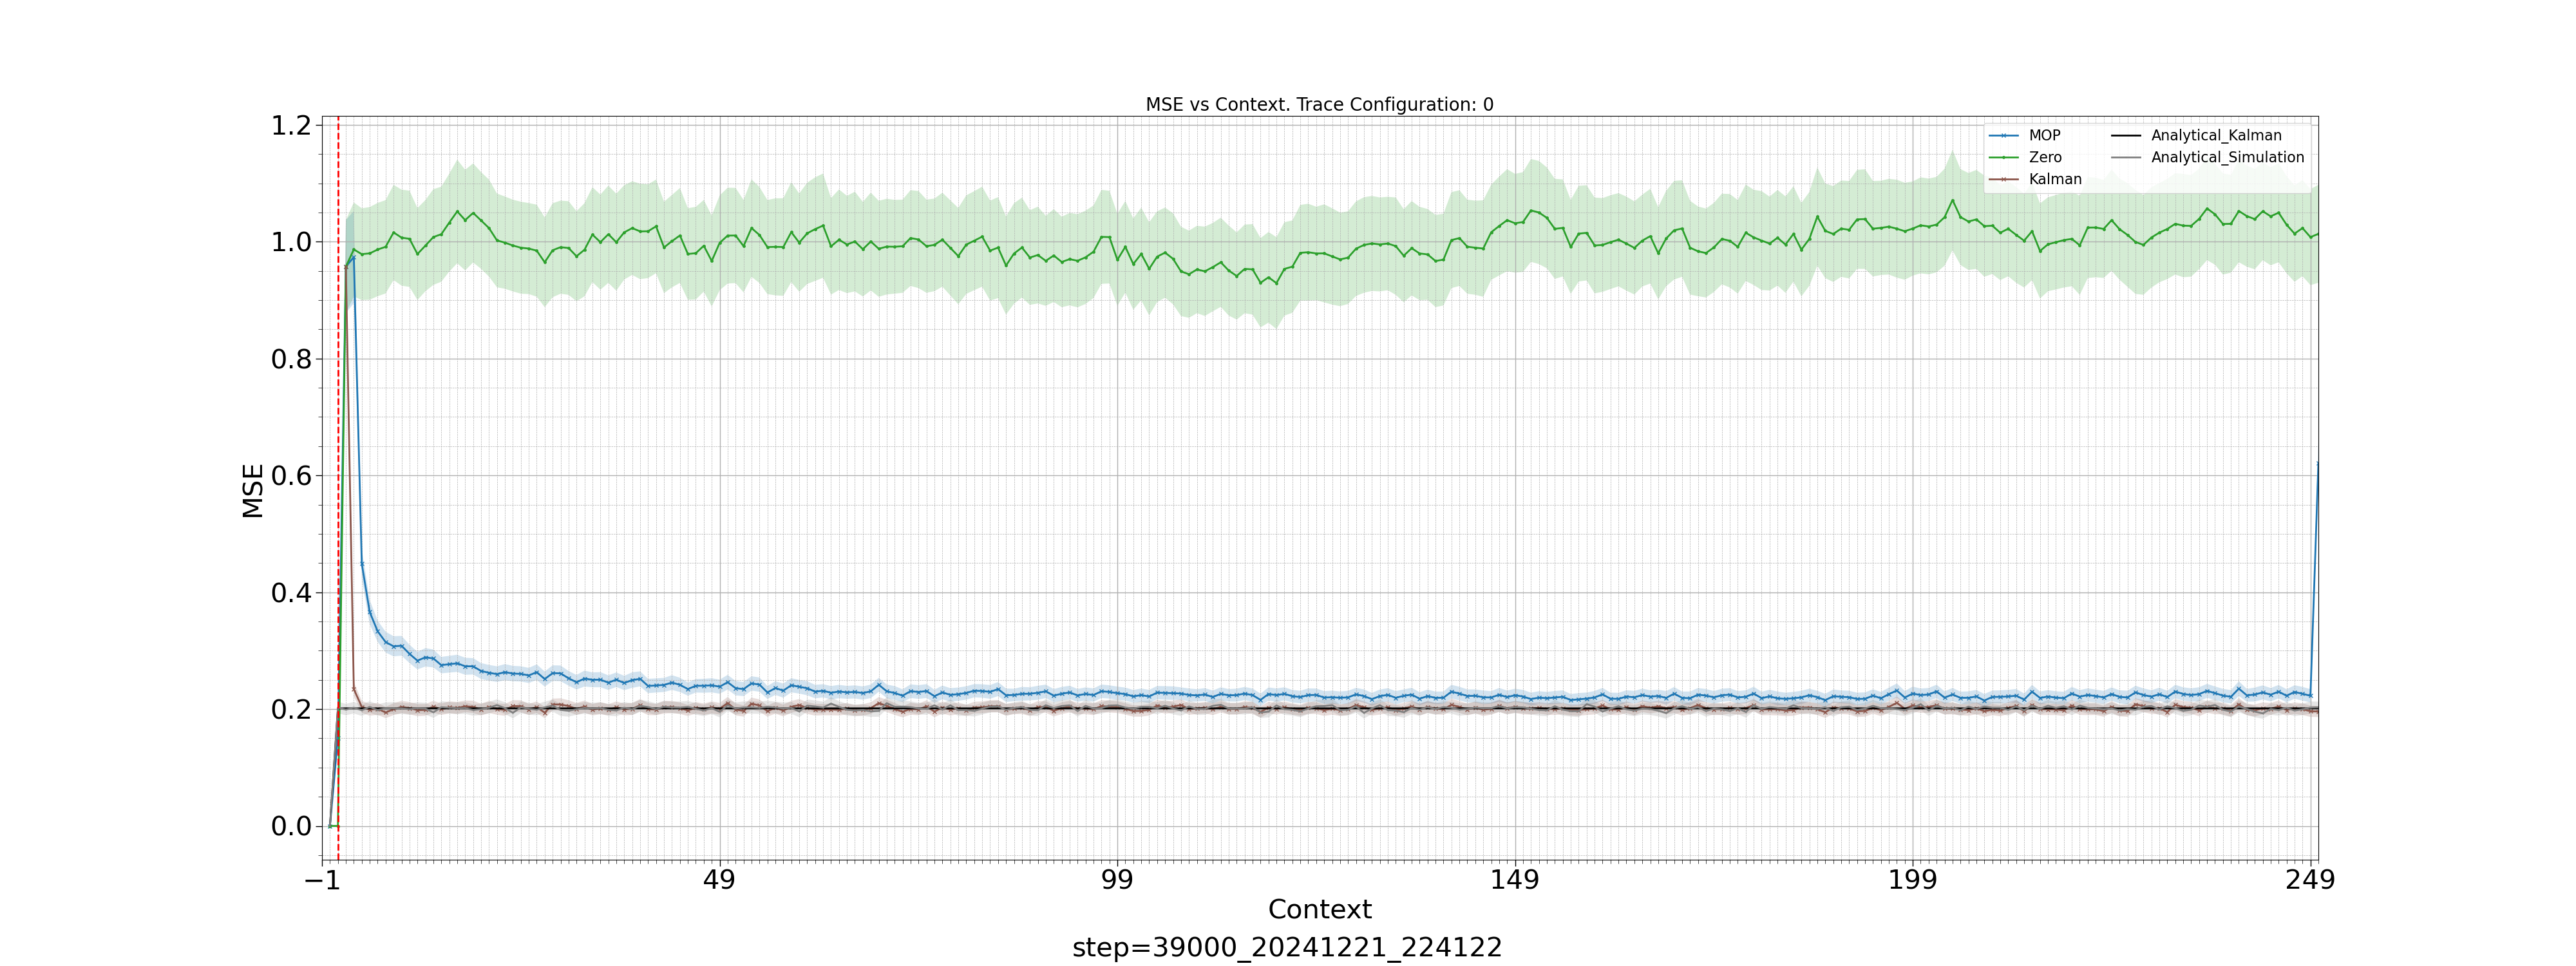 MSE vs Context. Trace Configuration: 0
1.2
1.0
0.8
0.6
0.4
0.2
0.0
MSE
MOP
Zero
Kalman
Analytical_Kalman
Analytical_Simulation
−1 49 99 149 199 249
Context
step=39000_20241221_224122